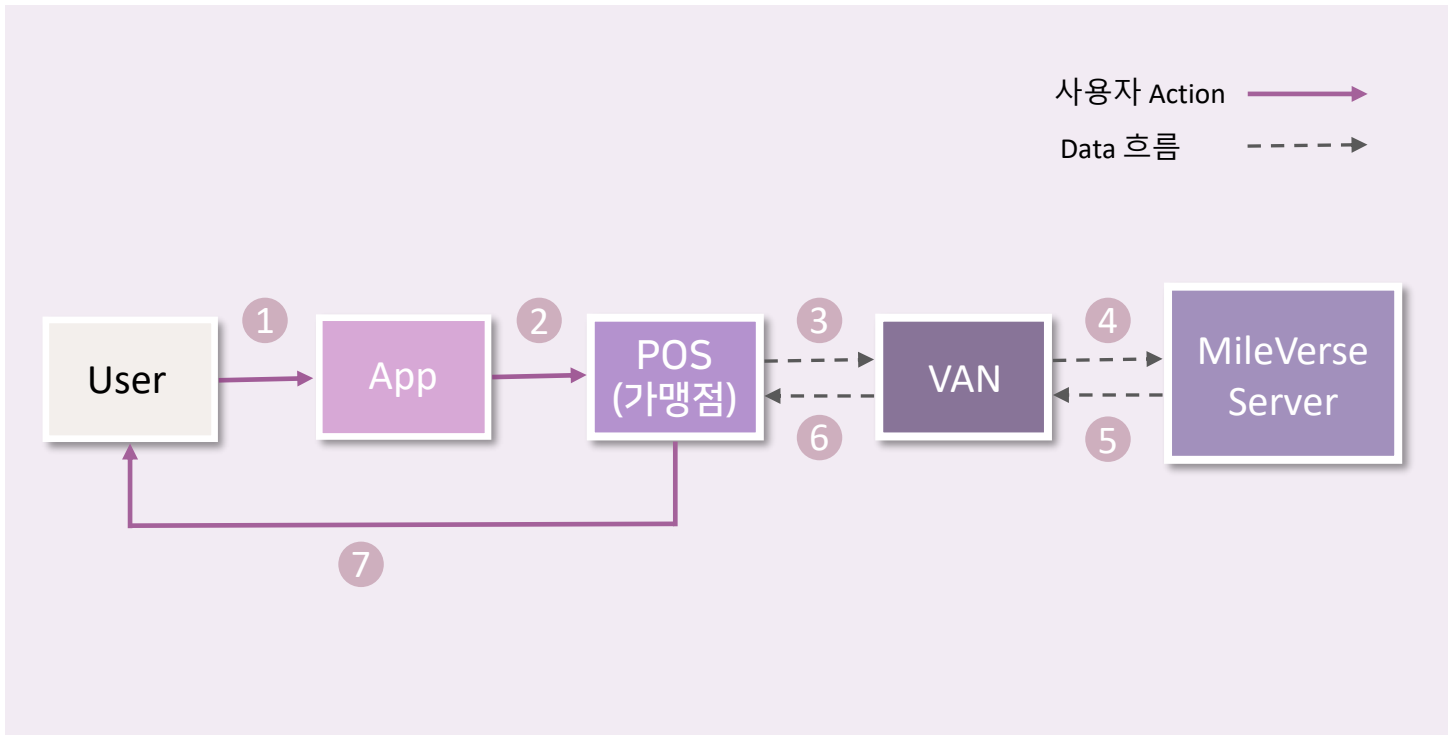 사용자 Action
Data 흐름
1
2
3
4
User
App
POS
(가맹점)
VAN
MileVerse
Server
6
5
7